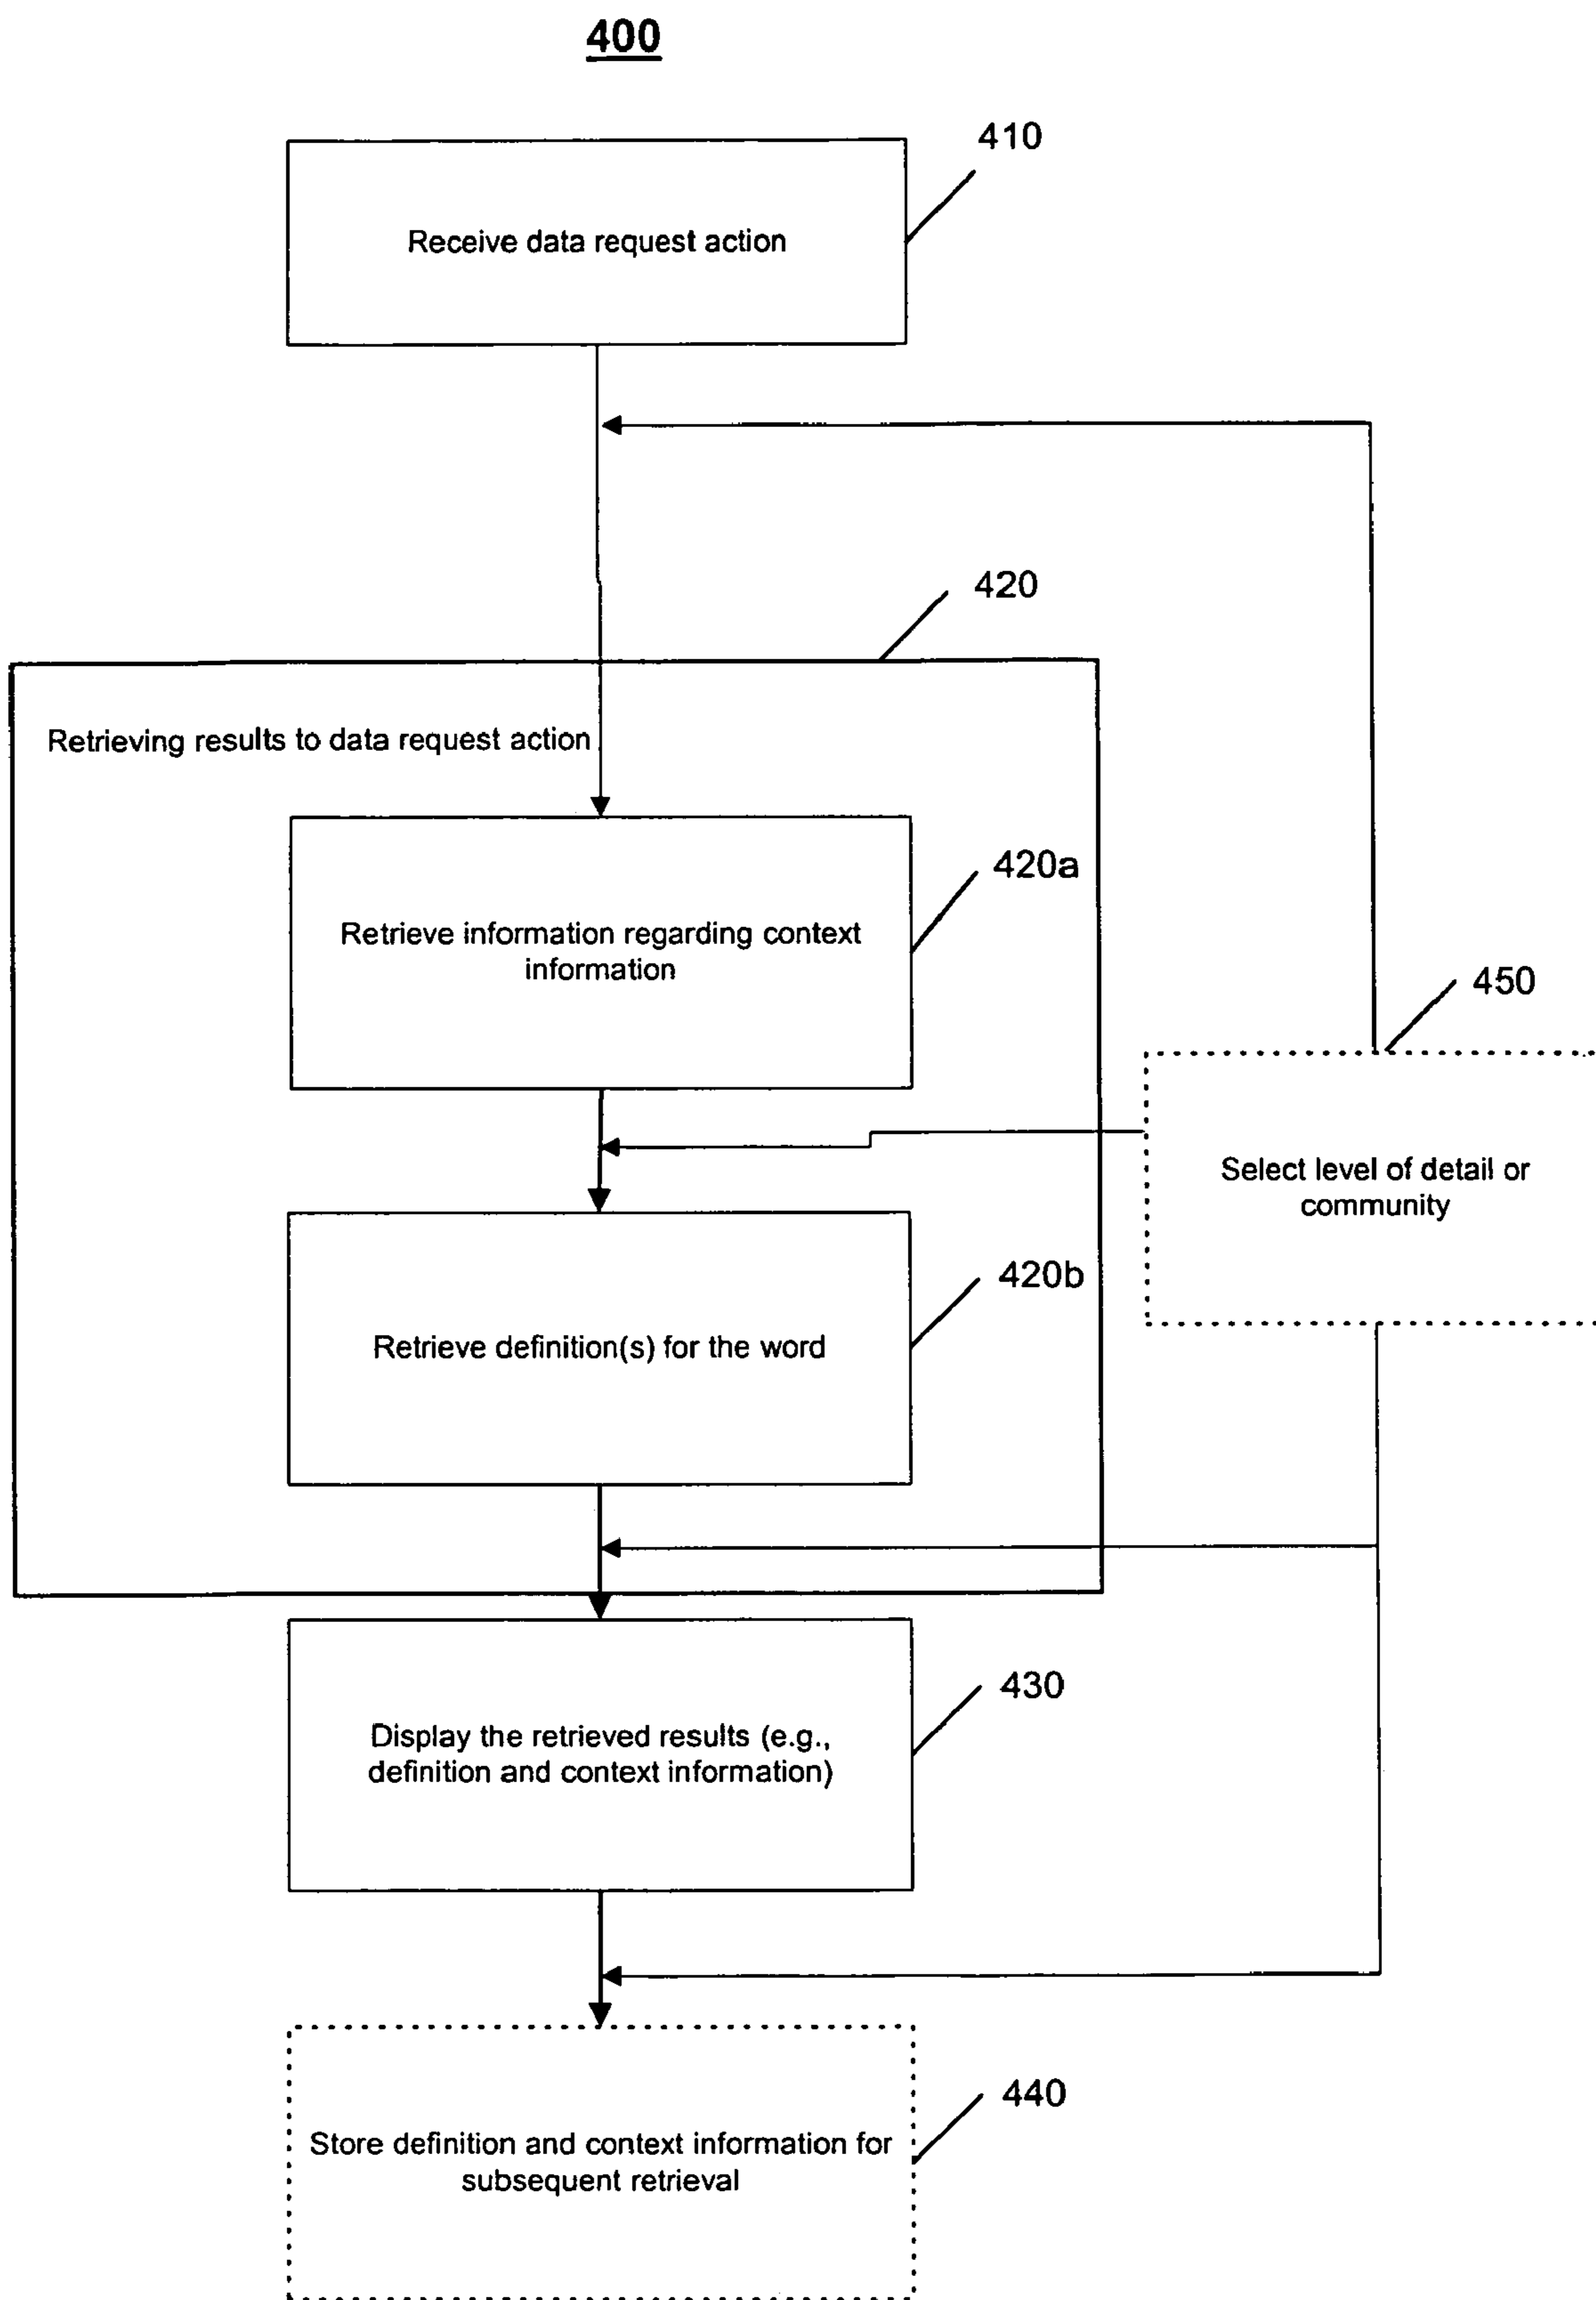 400
410
Receive data request action
420
Retrieving results to data request action
420a
Retrieve information regarding context
information
450
Select level of detail or
community
420b
Retrieve definition(s) for the word
430
Display the retrieved results (e.g.,
definition and context information)
440
Store definition and context information for
subsequent retrieval